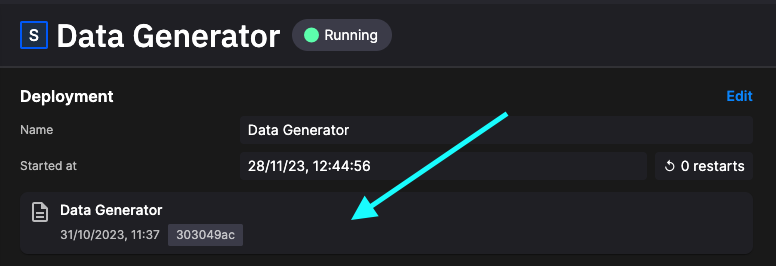 S Data Generator Running
Deployment Edit
Name Data Generator
Started at 28/11/23, 12:44:56 0 restarts
Data Generator
31/10/2023, 11:37 303049ac